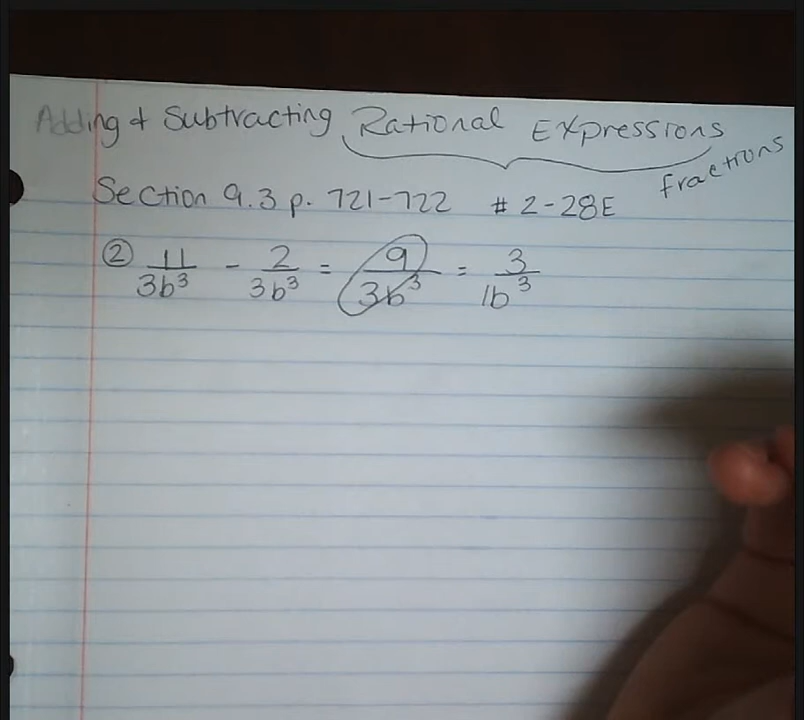 Adding & Subtracting Rational Expressions
fractions
Section 9.3 p. 721-722 # 2-28E
② 11/3b³ - 2/3b³ = 9/3b³ = 3/1b³